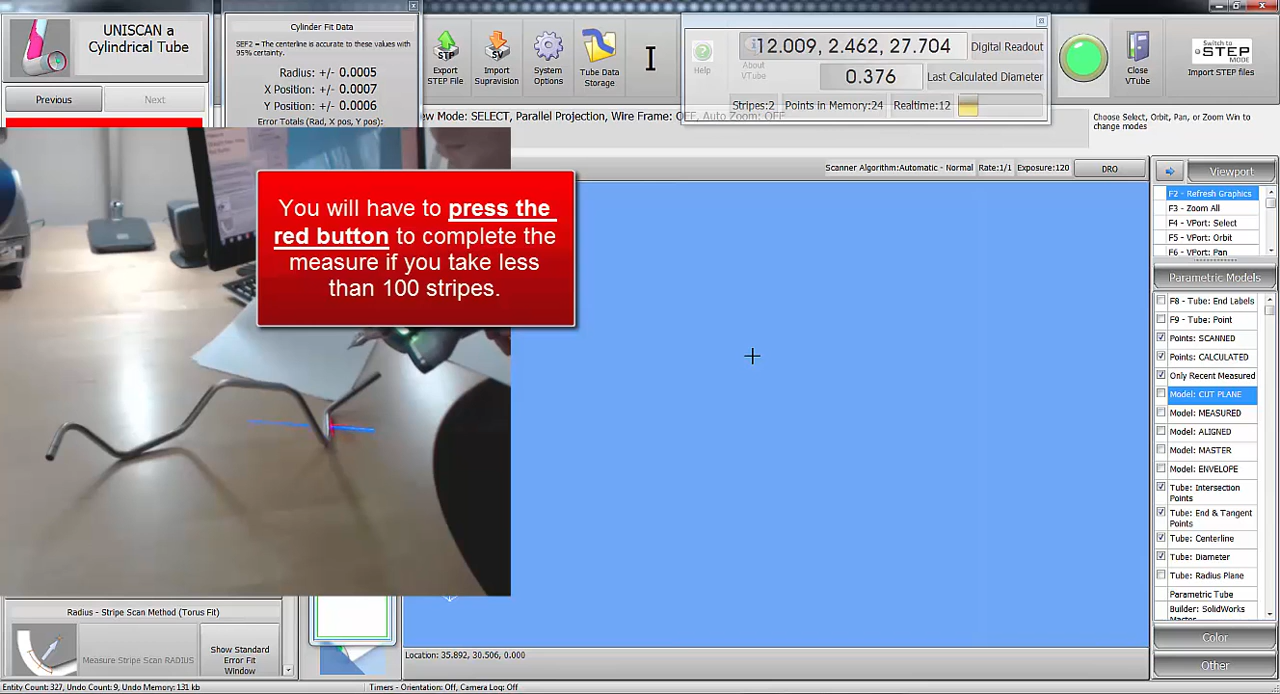 UNISCAN a
Cylindrical Tube
Previous
Next
Cylinder Fit Data
SEF2 = The centerline is accurate to these values with
95% certainty.
Radius: +/- 0.0005
X Position: +/- 0.0007
Y Position: +/- 0.0006
Error Totals (Rad, X pos, Y pos):
Export
STP File
Import
Supravision
System
Options
Tube Data
Storage
Help
About
VTube
12.009, 2.462, 27.704
Digital Readout
0.376
Last Calculated Diameter
Stripes:2
Points in Memory:24
Realtime:12
Close
VTube
Switch to
STEP
MODE
Import STEP files
ew Mode: SELECT, Parallel Projection, Wire Frame: OFF, Auto Zoom: OFF
Choose Select, Orbit, Pan, or Zoom Win to
change modes
Scanner Algorithm:Automatic - Normal
Rate:1/1
Exposure:120
DRO
You will have to press the
red button to complete the
measure if you take less
than 100 stripes.
Viewport
F2 - Refresh Graphics
F3 - Zoom All
F4 - VPort: Select
F5 - VPort: Orbit
F6 - VPort: Pan
Parametric Models
F8 - Tube: End Labels
F9 - Tube: Point
Points: SCANNED
Points: CALCULATED
Only Recent Measured
Model: CUT PLANE
Model: MEASURED
Model: ALIGNED
Model: MASTER
Model: ENVELOPE
Tube: Intersection
Points
Tube: End & Tangent
Points
Tube: Centerline
Tube: Diameter
Tube: Radius Plane
Parametric Tube
Builder: SolidWorks
Master
Color
Other
Radius - Stripe Scan Method (Torus Fit)
Measure Stripe Scan RADIUS
Show Standard
Error Fit
Window
Location: 35.892, 30.506, 0.000
Entity Count: 327, Undo Count: 9, Undo Memory: 131 kb
Timers - Orientation: Off, Camera Log: Off